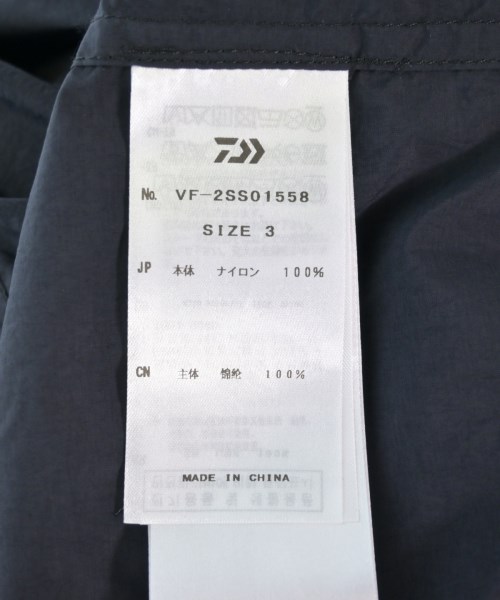 No. VF-2SS01558
SIZE 3
JP 本体 ナイロン 100%
CN 主体 锦纶 100%
MADE IN CHINA